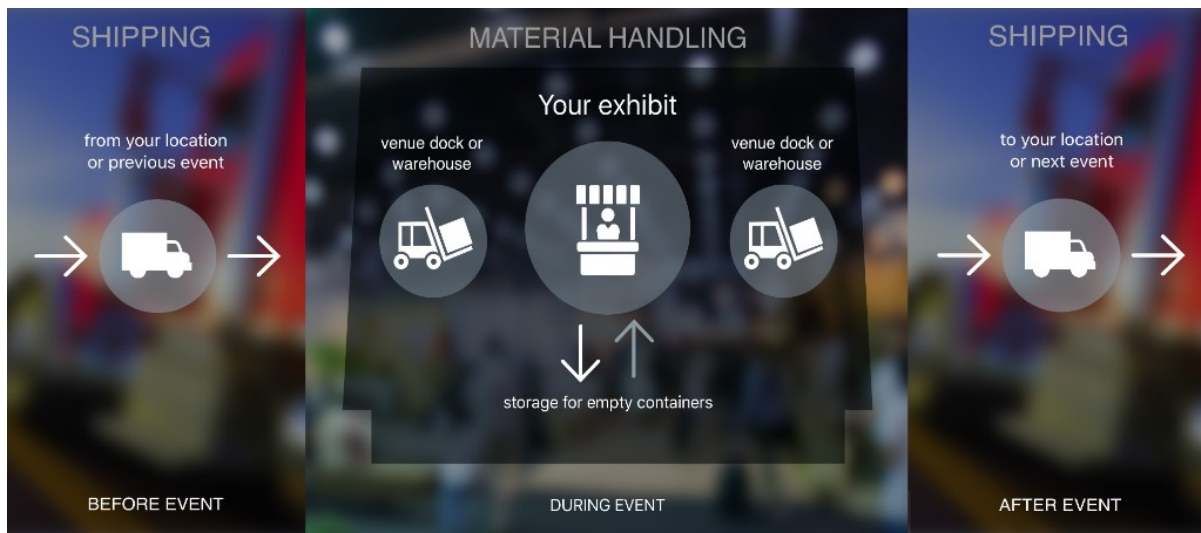 SHIPPING
from your location
or previous event
BEFORE EVENT
MATERIAL HANDLING
Your exhibit
venue dock or
warehouse
venue dock or
warehouse
storage for empty containers
DURING EVENT
SHIPPING
to your location
or next event
AFTER EVENT